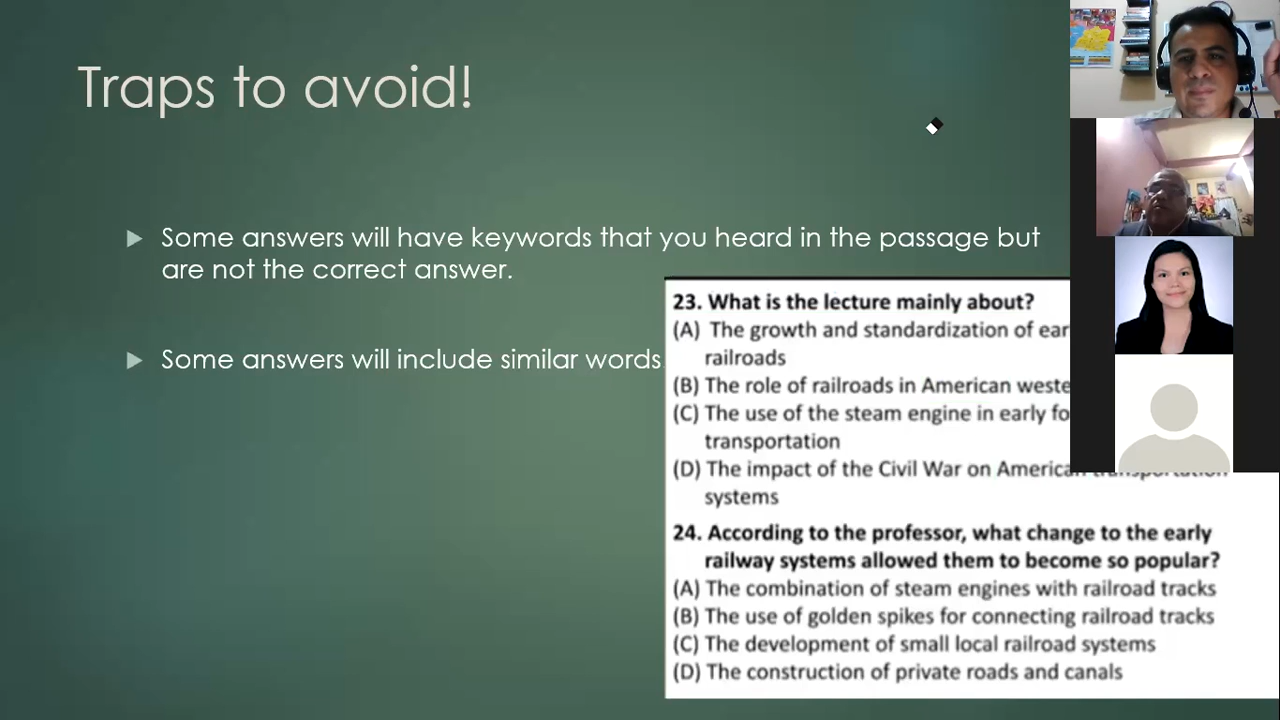 Traps to avoid!
Some answers will have keywords that you heard in the passage but
are not the correct answer.
Some answers will include similar words
23. What is the lecture mainly about?
(A) The growth and standardization of
railroads
(B) The role of railroads in American
(C) The use of the steam engine in early
transportation
(D) The impact of the Civil War on American transportation
systems
24. According to the professor, what change to the early
railway systems allowed them to become so popular?
(A) The combination of steam engines with railroad tracks
(B) The use of golden spikes for connecting railroad tracks
(C) The development of small local railroad systems
(D) The construction of private roads and canals